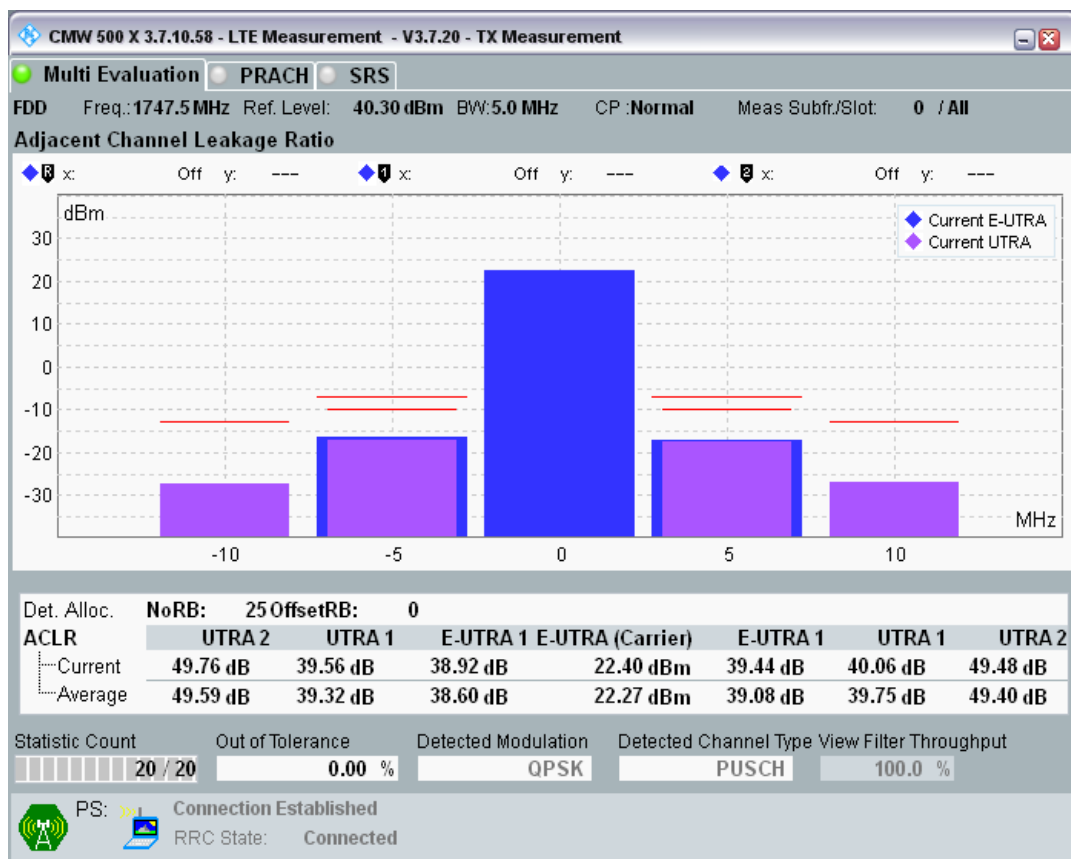 CMW 500 X 3.7.10.58 - LTE Measurement - V3.7.20 - TX Measurement
Multi Evaluation PRACH SRS
FDD Freq.:1747.5 MHz Ref. Level: 40.30 dBm BW:5.0 MHz CP :Normal Meas Subfr./Slot: 0 / All
Adjacent Channel Leakage Ratio
R x: Off y: --- 1 x: Off y: --- 2 x: Off y: ---
dBm
Current E-UTRA
Current UTRA
30
20
10
0
-10
-20
-30
MHz
-10 -5 0 5 10
Det. Alloc. NoRB: 25 OffsetRB: 0
ACLR UTRA 2 UTRA 1 E-UTRA 1 E-UTRA (Carrier) E-UTRA 1 UTRA 1 UTRA 2
Current 49.76 dB 39.56 dB 38.92 dB 22.40 dBm 39.44 dB 40.06 dB 49.48 dB
Average 49.59 dB 39.32 dB 38.60 dB 22.27 dBm 39.08 dB 39.75 dB 49.40 dB
Statistic Count Out of Tolerance Detected Modulation Detected Channel Type View Filter Throughput
20 / 20 0.00 % QPSK PUSCH 100.0 %
PS: Connection Established
RRC State: Connected